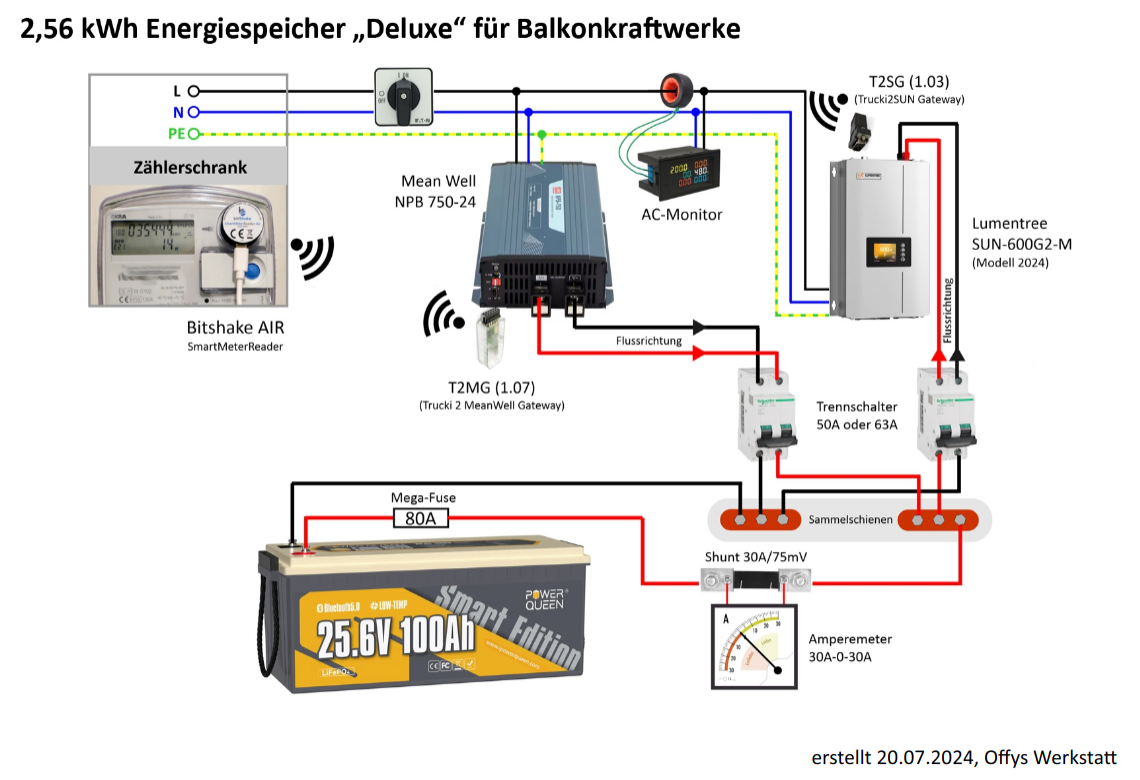 2,56 kWh Energiespeicher „Deluxe“ für Balkonkraftwerke
L
N
PE
I ON
OFF
Zählerschrank
T2SG (1.03)
(Trucki2SUN Gateway)
Mean Well
NPB 750-24
AC-Monitor
Lumentree
SUN-600G2-M
(Modell 2024)
Bitshake AIR
SmartMeterReader
Flussrichtung
Flussrichtung
T2MG (1.07)
(Trucki 2 MeanWell Gateway)
Trennschalter
50A oder 63A
Mega-Fuse
80A
Sammelschienen
Shunt 30A/75mV
Bluetooth5.0
LOW-TEMP
Smart Edition
POWER
QUEEN
25.6V 100Ah
LiFePO4
A
Amperemeter
30A-0-30A
erstellt 20.07.2024, Offys Werkstatt